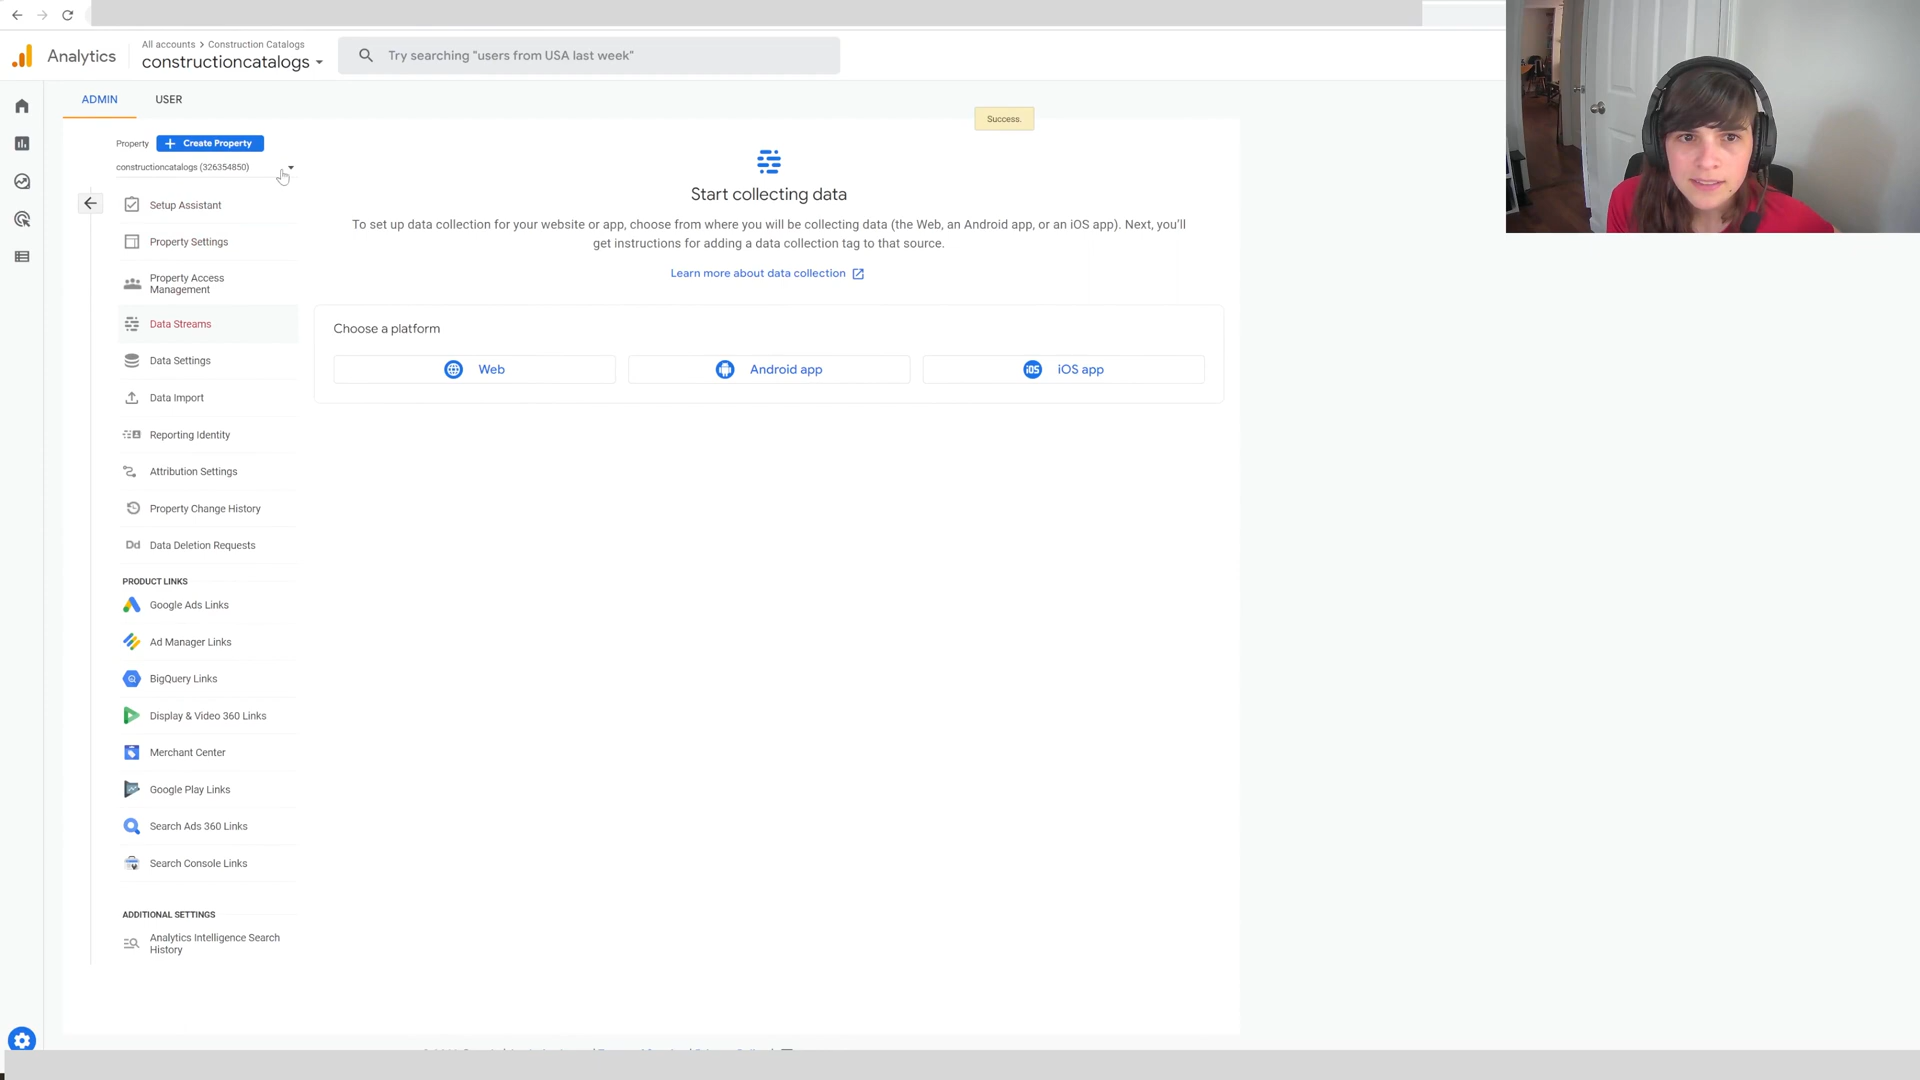 All accounts > Construction Catalogs
Analytics
constructioncatalogs
Try searching "users from USA last week"
ADMIN
USER
Success.
Property
Create Property
constructioncatalogs (326354850)
Start collecting data
Setup Assistant
To set up data collection for your website or app, choose from where you will be collecting data (the Web, an Android app, or an iOS app). Next, you'll
get instructions for adding a data collection tag to that source.
Property Settings
Learn more about data collection
Property Access
Management
Data Streams
Choose a platform
Web
Android app
iOS
iOS app
Data Settings
Data Import
Reporting Identity
Attribution Settings
Property Change History
Dd
Data Deletion Requests
PRODUCT LINKS
Google Ads Links
Ad Manager Links
BigQuery Links
Display & Video 360 Links
Merchant Center
Google Play Links
Search Ads 360 Links
Search Console Links
ADDITIONAL SETTINGS
Analytics Intelligence Search
History